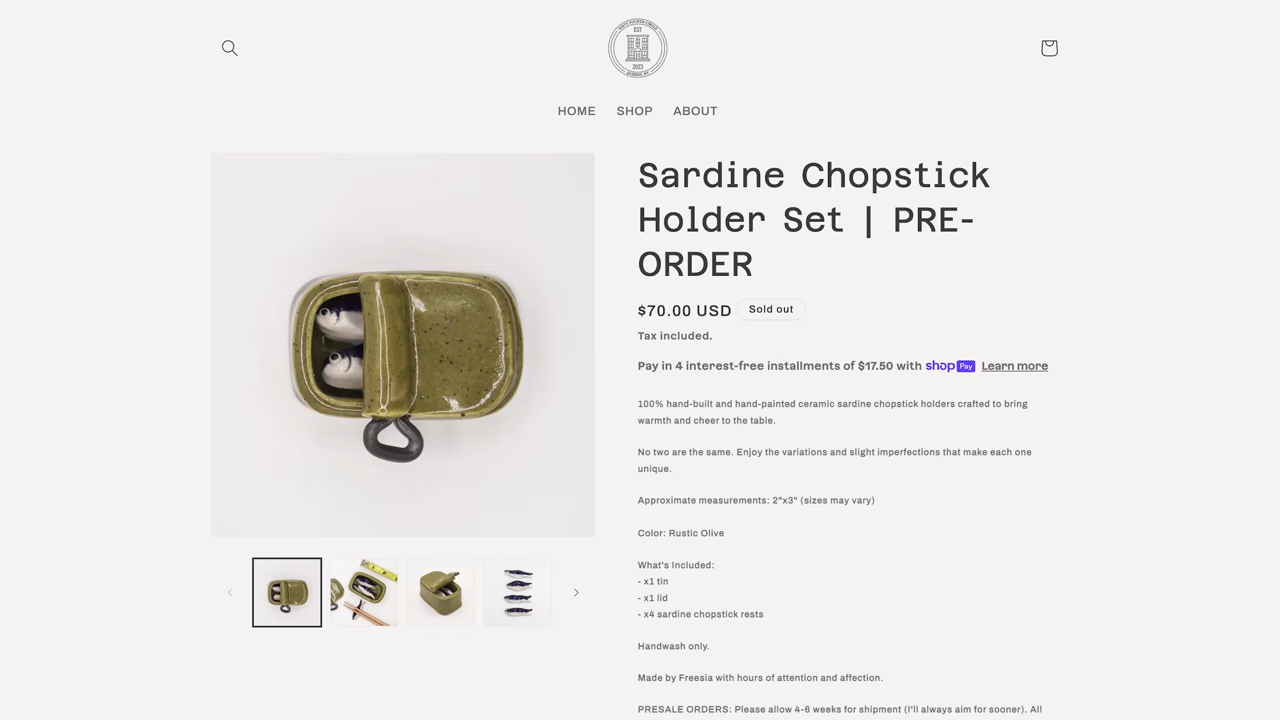 SIXTY FOURTH CIRCLE
EST
2023
HOME SHOP ABOUT
Sardine Chopstick
Holder Set | PRE-
ORDER
$70.00 USD Sold out
Tax included.
Pay in 4 interest-free installments of $17.50 with shop Pay Learn more
100% hand-built and hand-painted ceramic sardine chopstick holders crafted to bring
warmth and cheer to the table.
No two are the same. Enjoy the variations and slight imperfections that make each one
unique.
Approximate measurements: 2"x3" (sizes may vary)
Color: Rustic Olive
What's Included:
- x1 tin
- x1 lid
- x4 sardine chopstick rests
Handwash only.
Made by Freesia with hours of attention and affection.
PRESALE ORDERS: Please allow 4-6 weeks for shipment (I'll always aim for sooner). All